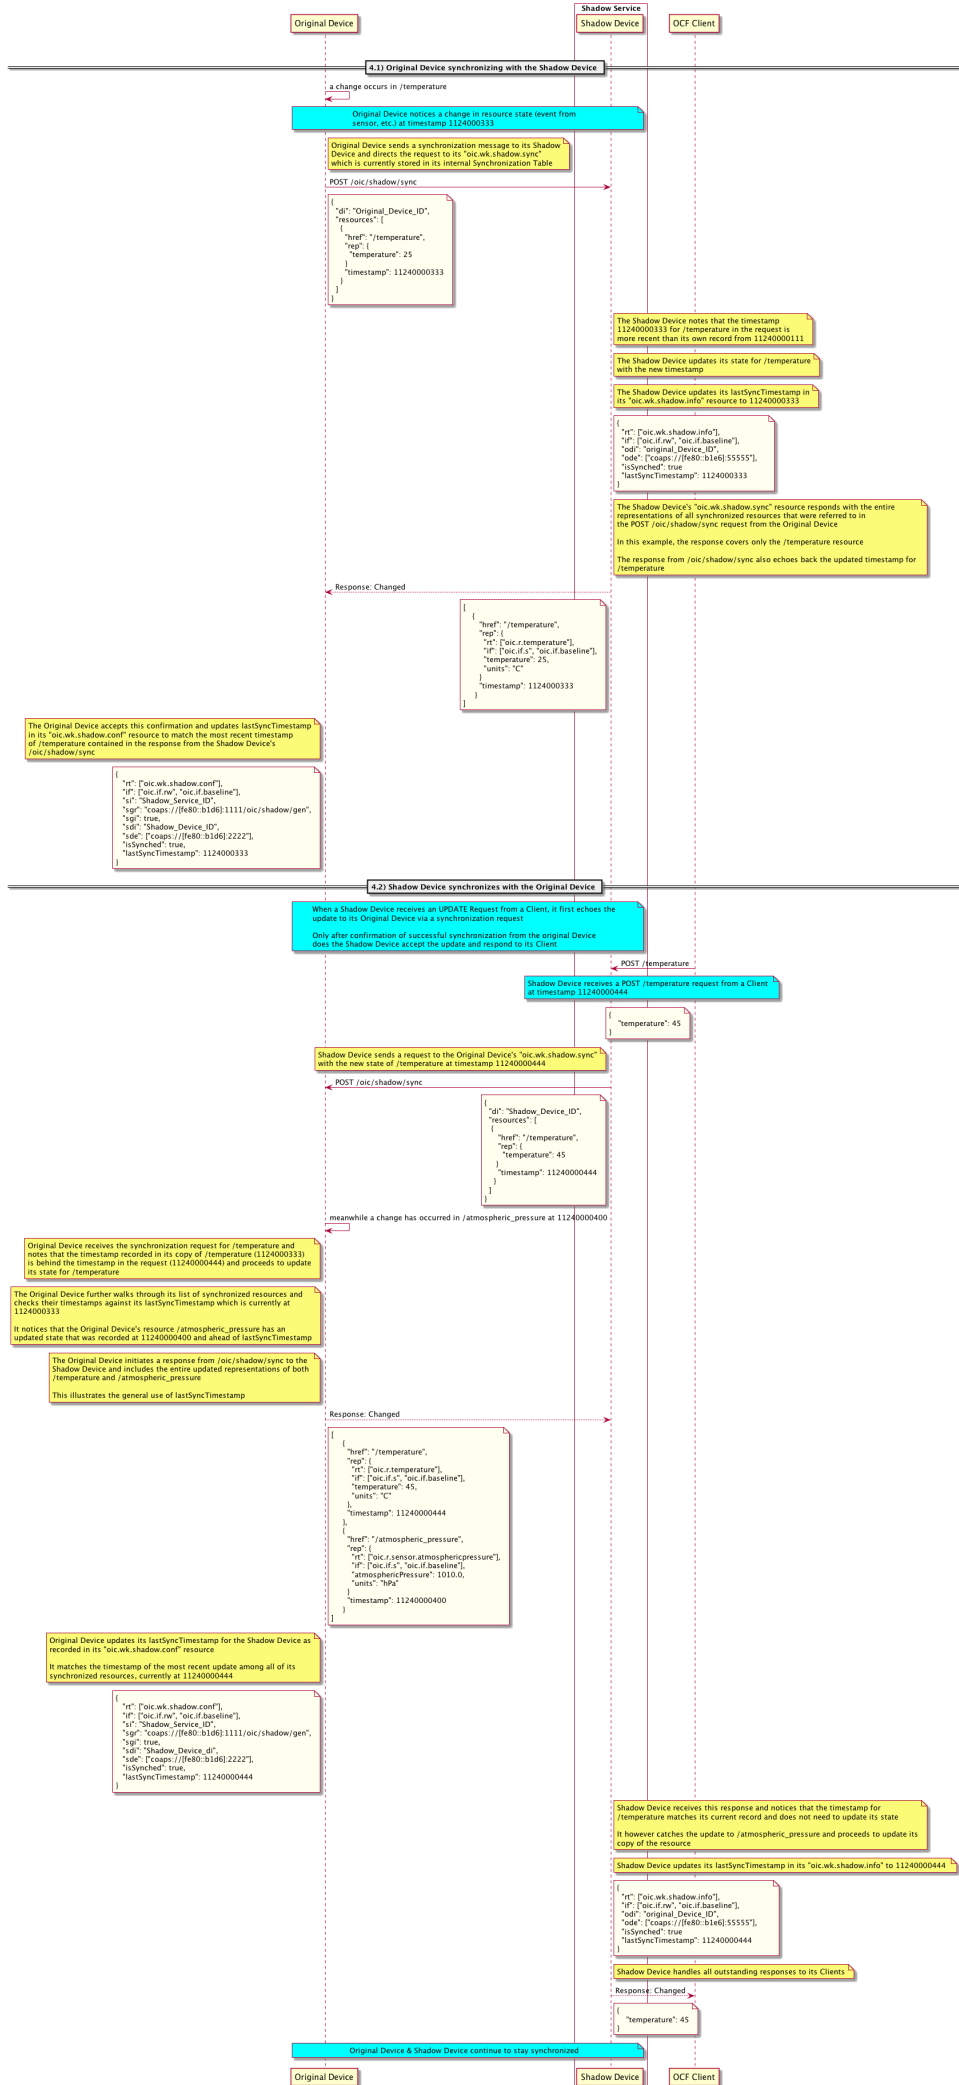 Shadow Service
Original Device
Shadow Device
OCF Client
4.1) Original Device synchronizing with the Shadow Device
a change occurs in /temperature
Original Device notices a change in resource state (event from
sensor, etc.) at timestamp 1124000333
Original Device sends a synchronization message to its Shadow
Device and directs the request to its "oic.wk.shadow.sync"
which is currently stored in its internal Synchronization Table
POST /oic/shadow/sync
{
"di": "Original_Device_ID",
"resources": [
{
"href": "/temperature",
"rep": {
"temperature": 25
}
"timestamp": 11240000333
}
]
}
The Shadow Device notes that the timestamp
11240000333 for /temperature in the request is
more recent than its own record from 11240000111
The Shadow Device updates its state for /temperature
with the new timestamp
The Shadow Device updates its lastSyncTimestamp in
its "oic.wk.shadow.info" resource to 11240000333
{
"rt": ["oic.wk.shadow.info"],
"if": ["oic.if.rw", "oic.if.baseline"],
"odi": "original_Device_ID",
"ode": ["coaps://[fe80::b1e6]:55555"],
"isSynched": true
"lastSyncTimestamp": 1124000333
}
The Shadow Device's "oic.wk.shadow.sync" resource responds with the entire
representations of all synchronized resources that were referred to in
the POST /oic/shadow/sync request from the Original Device
In this example, the response covers only the /temperature resource
The response from /oic/shadow/sync also echoes back the updated timestamp for
/temperature
Response: Changed
[
{
"href": "/temperature",
"rep": {
"rt": ["oic.r.temperature"],
"if": ["oic.if.s", "oic.if.baseline"],
"temperature": 25,
"units": "C"
}
"timestamp": 1124000333
}
]
The Original Device accepts this confirmation and updates lastSyncTimestamp
in its "oic.wk.shadow.conf" resource to match the most recent timestamp
of /temperature contained in the response from the Shadow Device's
/oic/shadow/sync
{
"rt": ["oic.wk.shadow.conf"],
"if": ["oic.if.rw", "oic.if.baseline"],
"si": "Shadow_Service_ID",
"sgr": "coaps://[fe80::b1d6]:1111/oic/shadow/gen",
"sgi": true,
"sdi": "Shadow_Device_ID",
"sde": ["coaps://[fe80::b1d6]:2222"],
"isSynched": true,
"lastSyncTimestamp": 1124000333
}
4.2) Shadow Device synchronizes with the Original Device
When a Shadow Device receives an UPDATE Request from a Client, it first echoes the
update to its Original Device via a synchronization request
Only after confirmation of successful synchronization from the original Device
does the Shadow Device accept the update and respond to its Client
POST /temperature
Shadow Device receives a POST /temperature request from a Client
at timestamp 11240000444
{
"temperature": 45
}
Shadow Device sends a request to the Original Device's "oic.wk.shadow.sync"
with the new state of /temperature at timestamp 11240000444
POST /oic/shadow/sync
{
"di": "Shadow_Device_ID",
"resources": [
{
"href": "/temperature",
"rep": {
"temperature": 45
}
"timestamp": 11240000444
}
]
}
meanwhile a change has occurred in /atmospheric_pressure at 11240000400
Original Device receives the synchronization request for /temperature and
notes that the timestamp recorded in its copy of /temperature (1124000333)
is behind the timestamp in the request (11240000444) and proceeds to update
its state for /temperature
The Original Device further walks through its list of synchronized resources and
checks their timestamps against its lastSyncTimestamp which is currently at
1124000333
It notices that the Original Device's resource /atmospheric_pressure has an
updated state that was recorded at 11240000400 and ahead of lastSyncTimestamp
The Original Device initiates a response from /oic/shadow/sync to the
Shadow Device and includes the entire updated representations of both
/temperature and /atmospheric_pressure
This illustrates the general use of lastSyncTimestamp
Response: Changed
[
{
"href": "/temperature",
"rep": {
"rt": ["oic.r.temperature"],
"if": ["oic.if.s", "oic.if.baseline"],
"temperature": 45,
"units": "C"
},
"timestamp": 11240000444
},
{
"href": "/atmospheric_pressure",
"rep": {
"rt": ["oic.r.sensor.atmosphericpressure"],
"if": ["oic.if.s", "oic.if.baseline"],
"atmosphericPressure": 1010.0,
"units": "hPa"
}
"timestamp": 11240000400
}
]
Original Device updates its lastSyncTimestamp for the Shadow Device as
recorded in its "oic.wk.shadow.conf" resource
It matches the timestamp of the most recent update among all of its
synchronized resources, currently at 11240000444
{
"rt": ["oic.wk.shadow.conf"],
"if": ["oic.if.rw", "oic.if.baseline"],
"si": "Shadow_Service_ID",
"sgr": "coaps://[fe80::b1d6]:1111/oic/shadow/gen",
"sgi": true,
"sdi": "Shadow_Device_di",
"sde": ["coaps://[fe80::b1d6]:2222"],
"isSynched": true,
"lastSyncTimestamp": 11240000444
}
Shadow Device receives this response and notices that the timestamp for
/temperature matches its current record and does not need to update its state
It however catches the update to /atmospheric_pressure and proceeds to update its
copy of the resource
Shadow Device updates its lastSyncTimestamp in its "oic.wk.shadow.info" to 11240000444
{
"rt": ["oic.wk.shadow.info"],
"if": ["oic.if.rw", "oic.if.baseline"],
"odi": "original_Device_ID",
"ode": ["coaps://[fe80::b1e6]:55555"],
"isSynched": true
"lastSyncTimestamp": 11240000444
}
Shadow Device handles all outstanding responses to its Clients
Response: Changed
{
"temperature": 45
}
Original Device & Shadow Device continue to stay synchronized
Original Device
Shadow Device
OCF Client